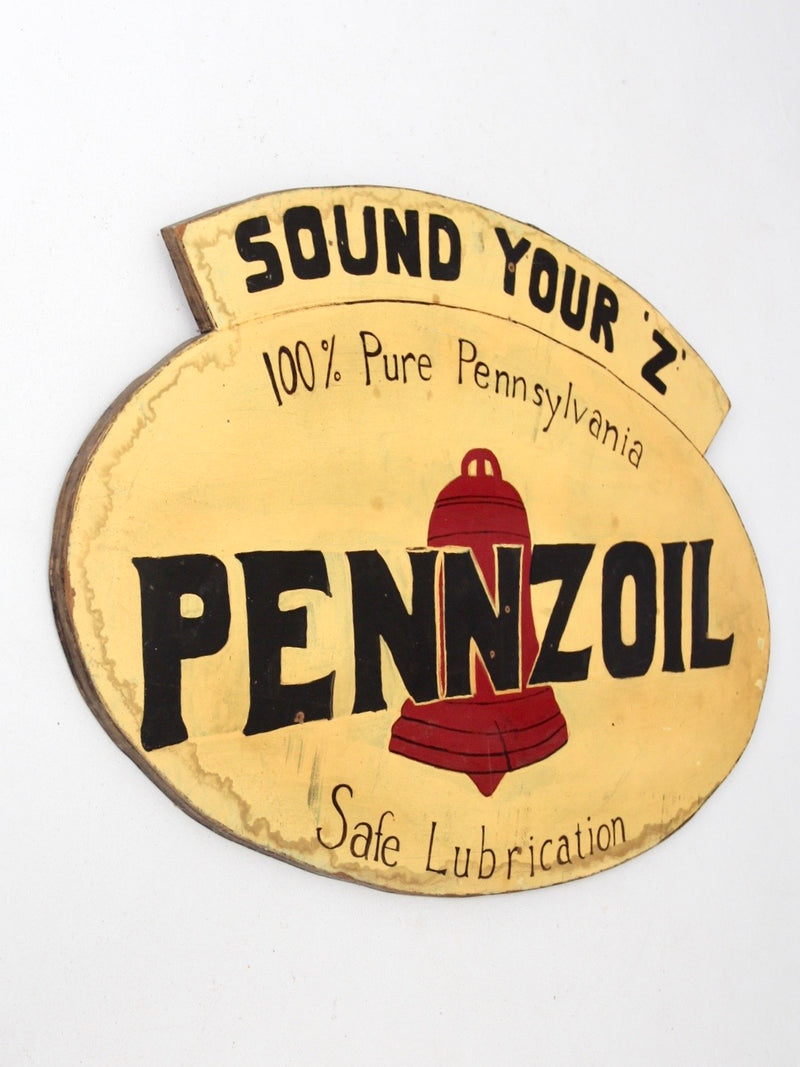 SOUND YOUR 'Z'
100% Pure Pennsylvania
PENNZOIL
Safe Lubrication